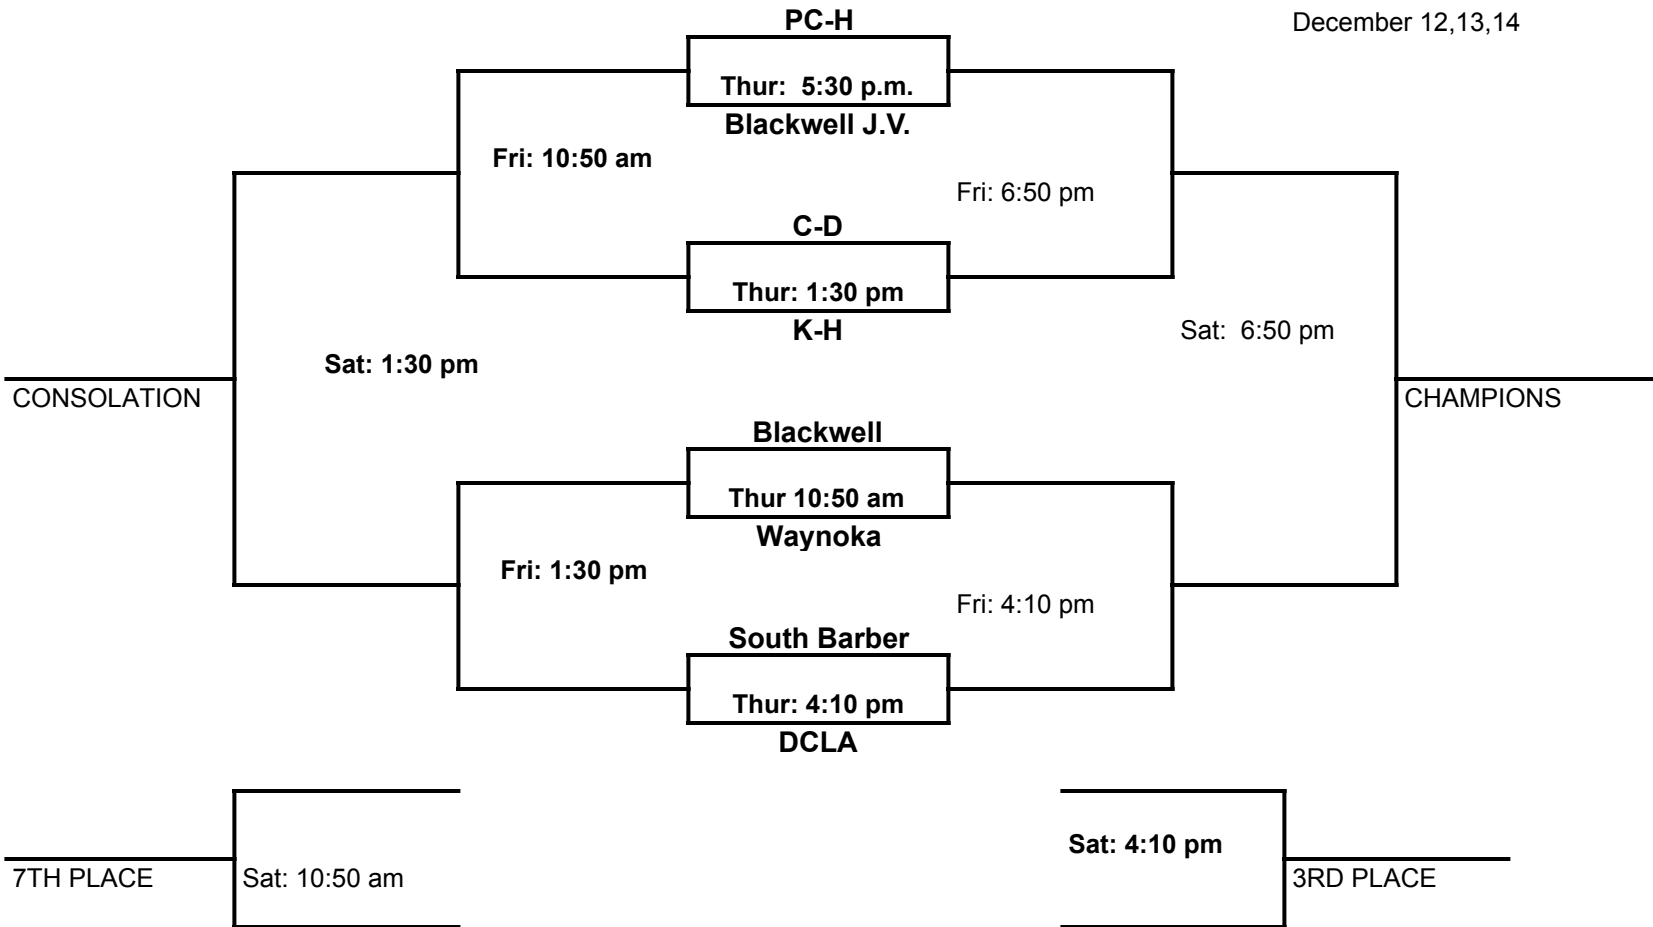 PC-H
December 12,13,14
Thur:  5:30 p.m.
Blackwell J.V.
Fri: 10:50 am
Fri: 6:50 pm
C-D
Thur: 1:30 pm
K-H
Sat:  6:50 pm
Sat: 1:30 pm
CONSOLATION
CHAMPIONS
Blackwell
Thur 10:50 am
Waynoka
Fri: 1:30 pm
Fri: 4:10 pm
South Barber
Thur: 4:10 pm
DCLA
Sat: 4:10 pm
7TH PLACE
Sat: 10:50 am
3RD PLACE